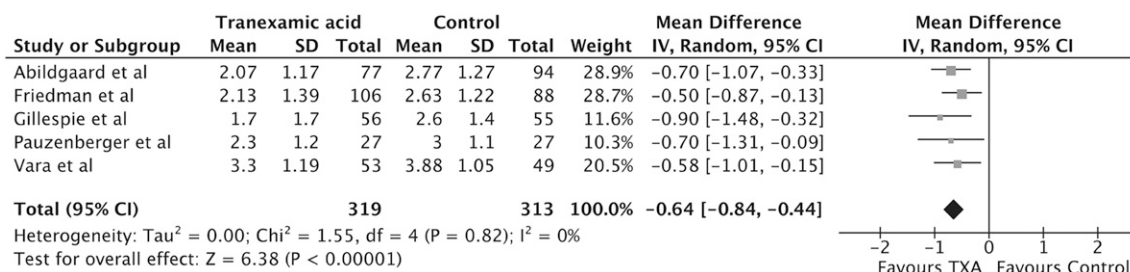 Tranexamic acid Control Mean Difference Mean Difference
Study or Subgroup Mean SD Total Mean SD Total Weight IV, Random, 95% CI IV, Random, 95% CI
Abildgaard et al 2.07 1.17 77 2.77 1.27 94 28.9% -0.70 [-1.07, -0.33]
Friedman et al 2.13 1.39 106 2.63 1.22 88 28.7% -0.50 [-0.87, -0.13]
Gillespie et al 1.7 1.7 56 2.6 1.4 55 11.6% -0.90 [-1.48, -0.32]
Pauzenberger et al 2.3 1.2 27 3 1.1 27 10.3% -0.70 [-1.31, -0.09]
Vara et al 3.3 1.19 53 3.88 1.05 49 20.5% -0.58 [-1.01, -0.15]
Total (95% CI) 319 313 100.0% -0.64 [-0.84, -0.44]
Heterogeneity: Tau² = 0.00; Chi² = 1.55, df = 4 (P = 0.82); I² = 0%
Test for overall effect: Z = 6.38 (P < 0.00001)
-2 -1 0 1 2
Favours TXA Favours Control